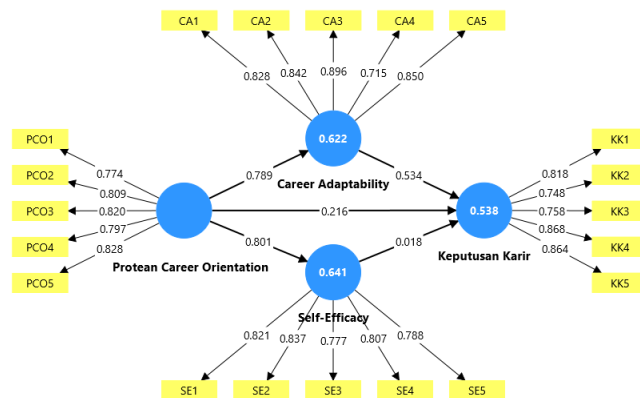 CA1 CA2 CA3 CA4 CA5
0.828 0.842 0.896 0.715 0.850
0.622
Career Adaptability
PCO1
PCO2
PCO3
PCO4
PCO5
0.774
0.809
0.820
0.797
0.828
Protean Career Orientation
0.789
0.534
0.216
0.801
0.018
0.538
Keputusan Karir
0.818
0.748
0.758
0.868
0.864
KK1
KK2
KK3
KK4
KK5
0.641
Self-Efficacy
0.821 0.837 0.777 0.807 0.788
SE1 SE2 SE3 SE4 SE5